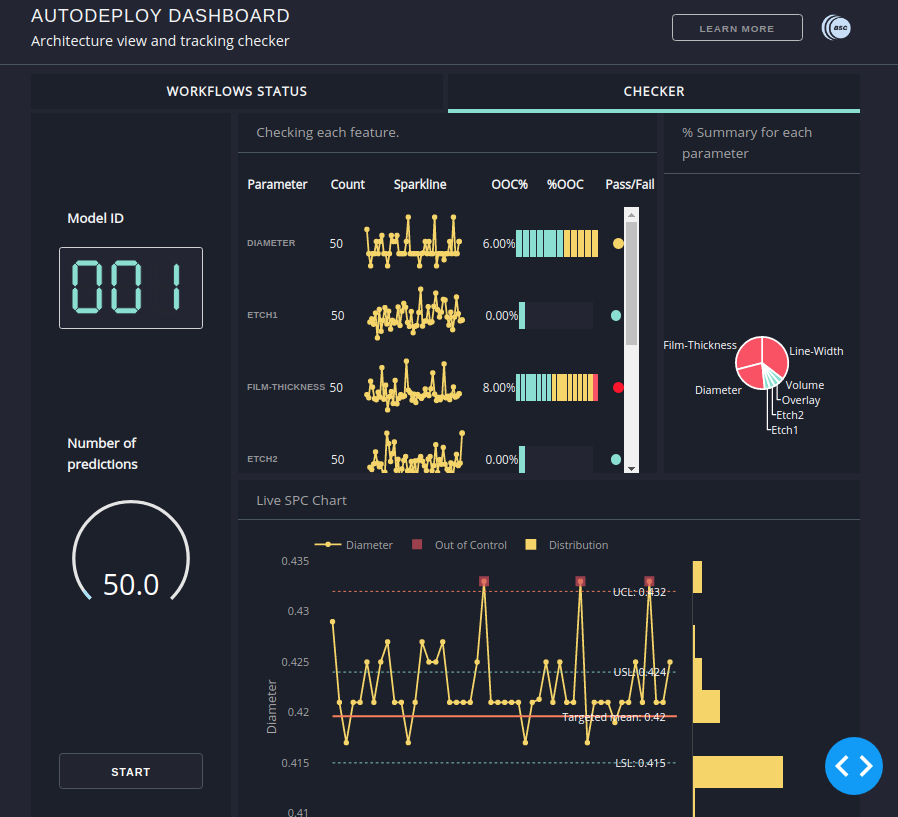 AUTODEPLOY DASHBOARD
Architecture view and tracking checker
LEARN MORE
asc
WORKFLOWS STATUS
CHECKER
Model ID
001
Number of
predictions
50.0
START
Checking each feature.
Parameter Count Sparkline OOC% %OOC Pass/Fail
DIAMETER 50 6.00%
ETCH1 50 0.00%
FILM-THICKNESS 50 8.00%
ETCH2 50 0.00%
% Summary for each
parameter
Film-Thickness
Line-Width
Diameter
Volume
Overlay
Etch2
Etch1
Live SPC Chart
Diameter Out of Control Distribution
0.435
UCL: 0.432
0.43
0.425
USL: 0.424
0.42
Targeted Mean: 0.42
0.415
LSL: 0.415
0.41
Diameter